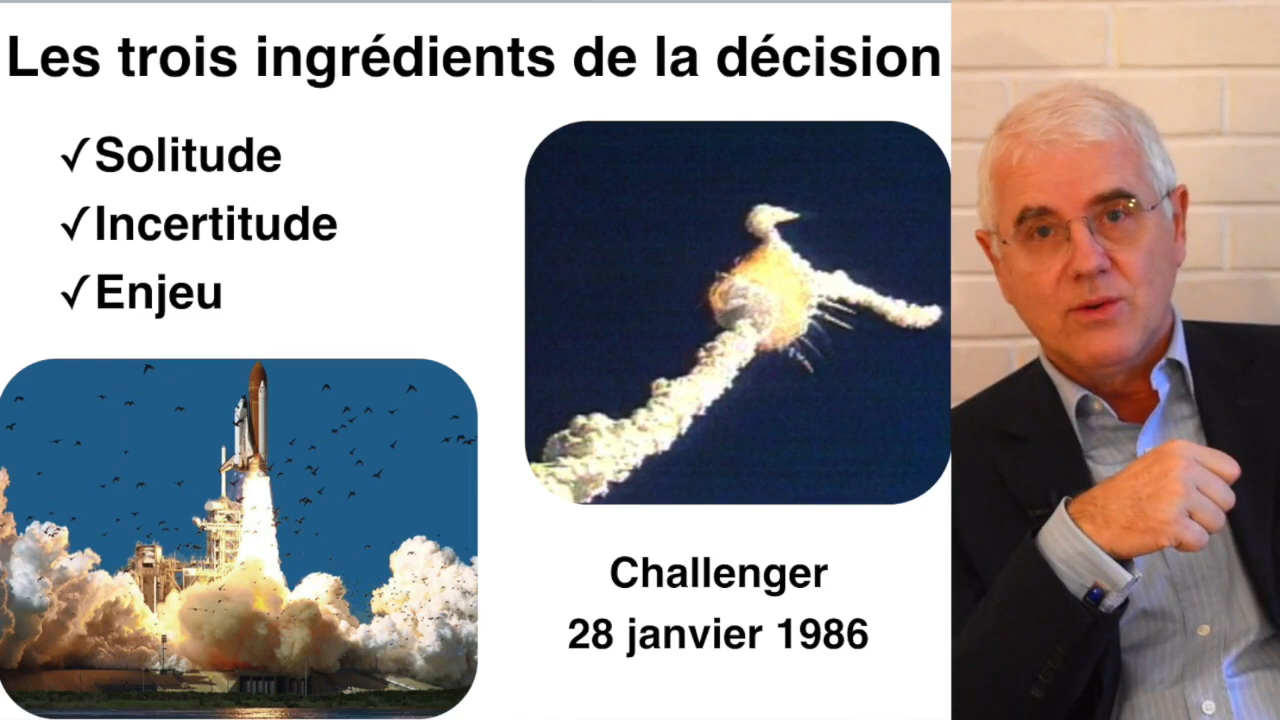 Les trois ingrédients de la décision
✓Solitude
✓Incertitude
✓Enjeu
Challenger
28 janvier 1986